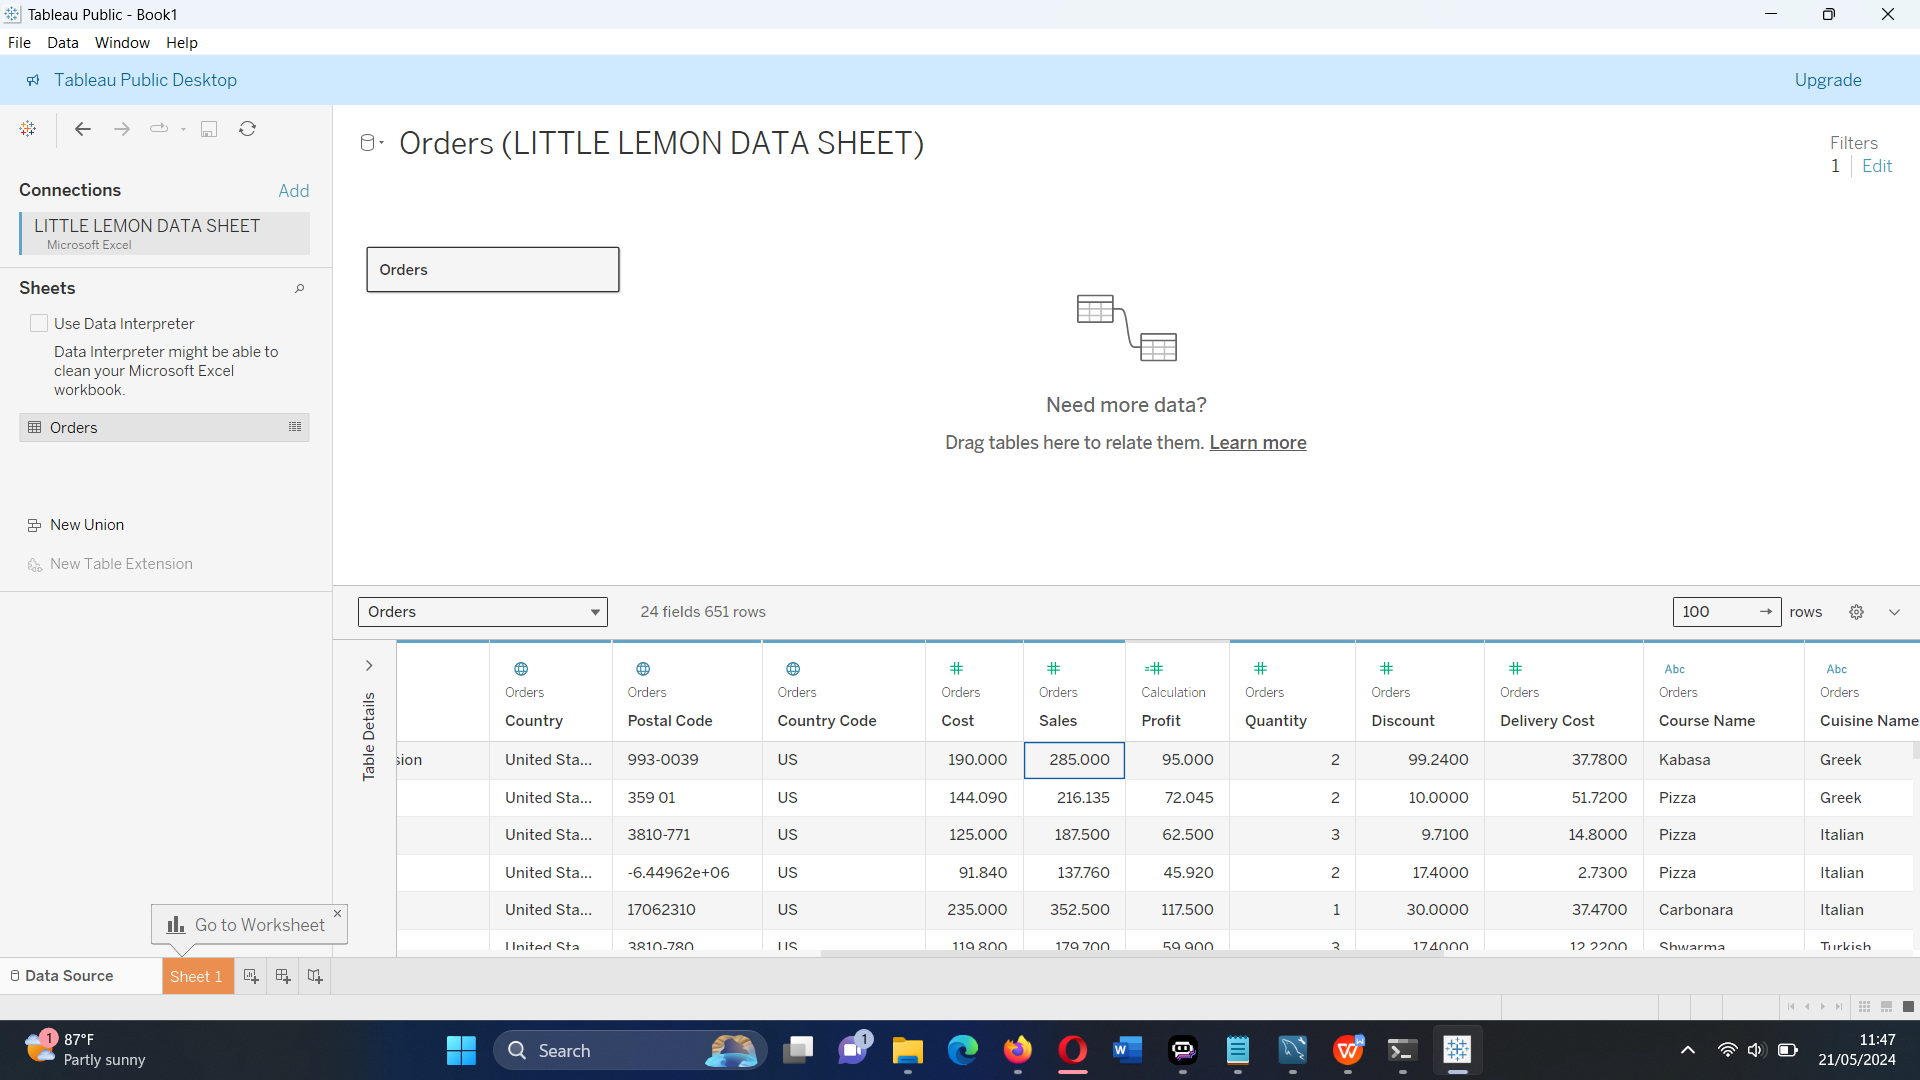 Tableau Public - Book1
File Data Window Help
Tableau Public Desktop
Upgrade
Orders (LITTLE LEMON DATA SHEET)
Filters
1 Edit
Connections
Add
LITTLE LEMON DATA SHEET
Microsoft Excel
Sheets
Use Data Interpreter
Data Interpreter might be able to
clean your Microsoft Excel
workbook.
Orders
New Union
New Table Extension
Orders
Need more data?
Drag tables here to relate them. Learn more
Orders
24 fields 651 rows
100 → rows
Table Details
Abc Abc
Orders Orders Orders Orders Orders Calculation Orders Orders Orders Orders Orders
Country Postal Code Country Code Cost Sales Profit Quantity Discount Delivery Cost Course Name Cuisine Name
sion United Sta... 993-0039 US 190.000 285.000 95.000 2 99.2400 37.7800 Kabasa Greek
United Sta... 359 01 US 144.090 216.135 72.045 2 10.0000 51.7200 Pizza Greek
United Sta... 3810-771 US 125.000 187.500 62.500 3 9.7100 14.8000 Pizza Italian
United Sta... -6.44962e+06 US 91.840 137.760 45.920 2 17.4000 2.7300 Pizza Italian
United Sta... 17062310 US 235.000 352.500 117.500 1 30.0000 37.4700 Carbonara Italian
United Sta... 3810-780 US 119.800 179.700 59.900 3 17.4000 12.2200 Shwarma Turkish
Go to Worksheet
Data Source
Sheet 1
1
87°F
Partly sunny
Search
1
11:47
21/05/2024